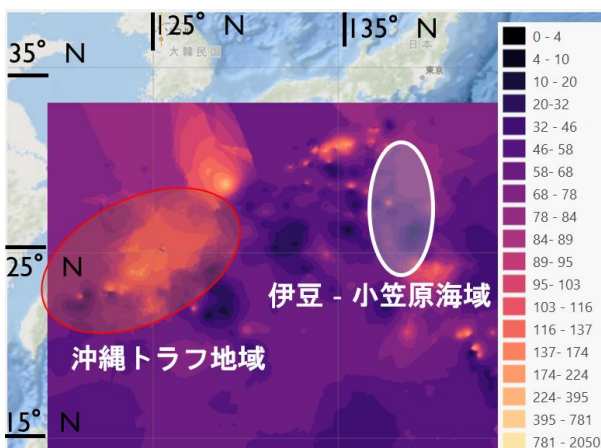 125° N
135° N
35° N
大韓民国
日本
東京
25° N
伊豆 - 小笠原海域
沖縄トラフ地域
15° N
0 - 4
4 - 10
10 - 20
20-32
32 - 46
46- 58
58 - 68
68 - 78
78 - 84
84 - 89
89 - 95
95 - 103
103 - 116
116 - 137
137- 174
174 - 224
224- 395
395 - 781
781 - 2050